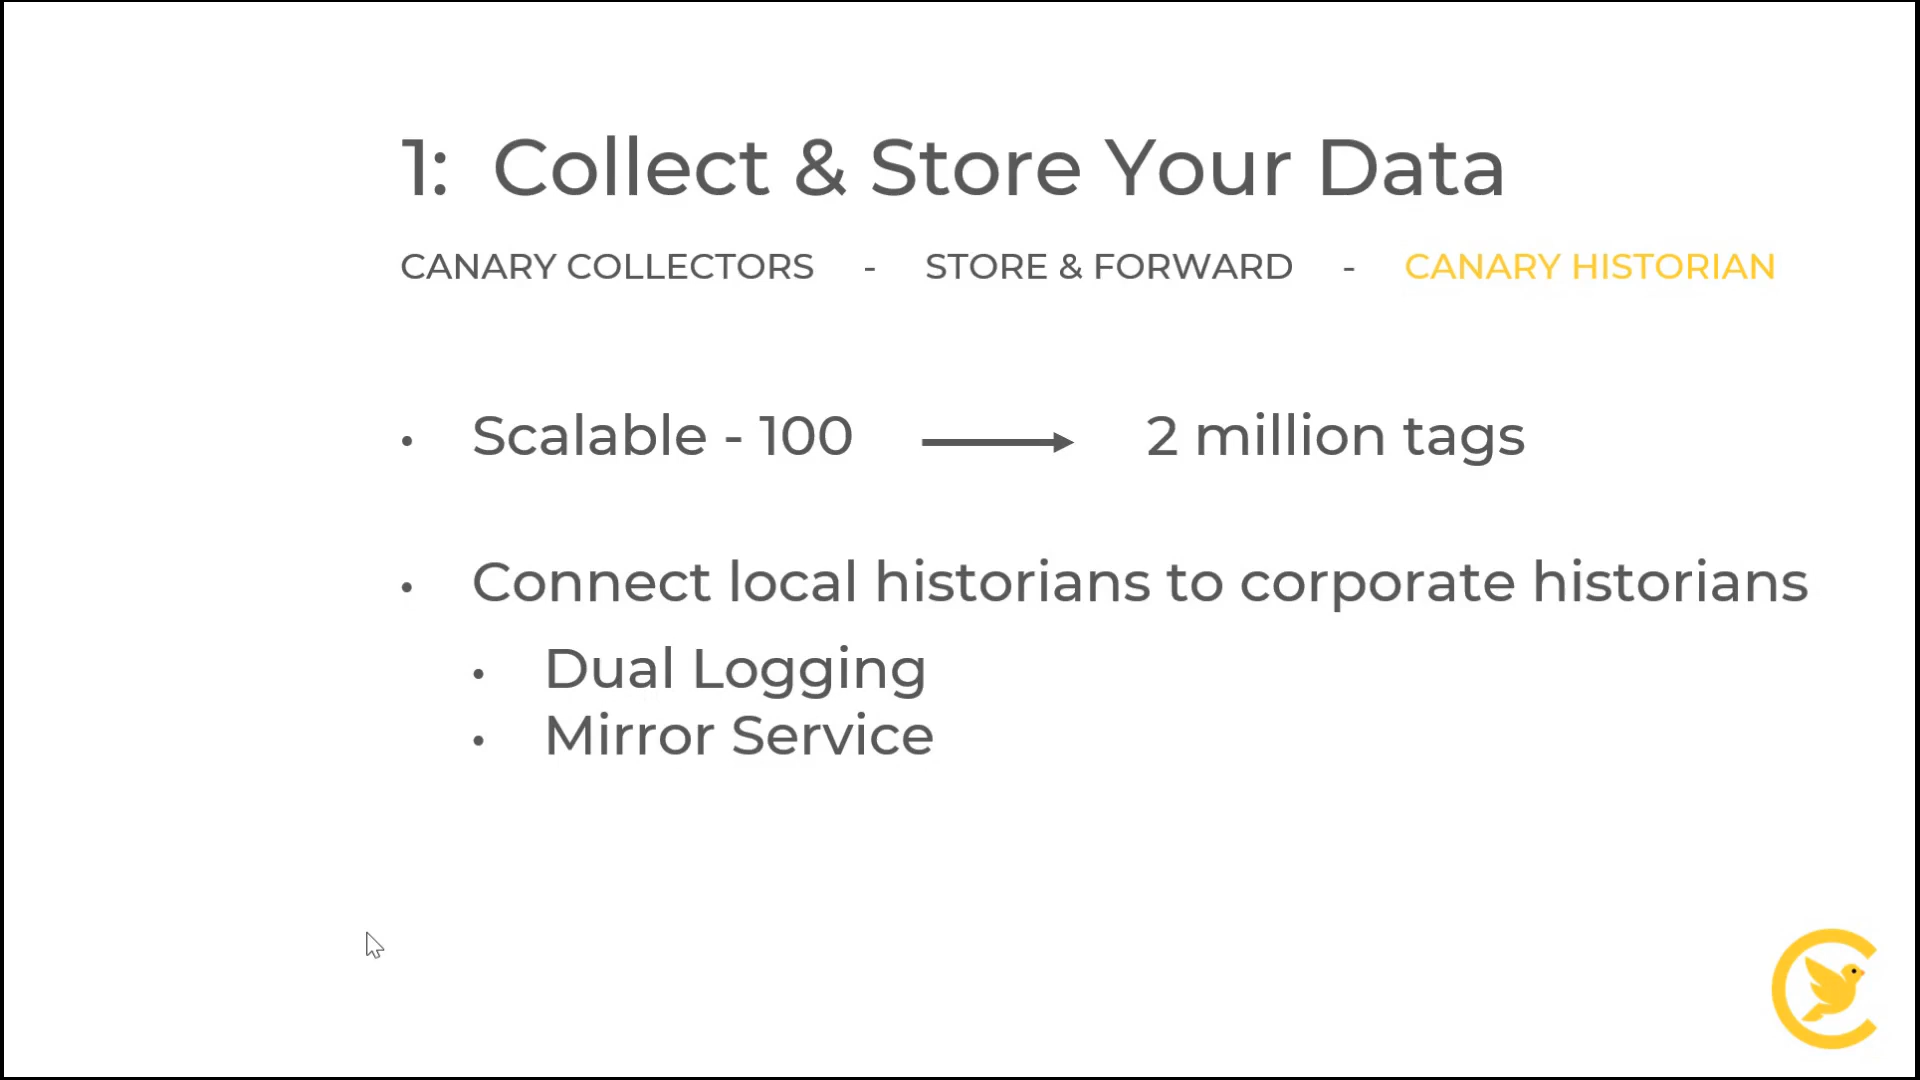 1: Collect & Store Your Data
CANARY COLLECTORS - STORE & FORWARD - CANARY HISTORIAN
• Scalable - 100 ⟶ 2 million tags
• Connect local historians to corporate historians
• Dual Logging
• Mirror Service